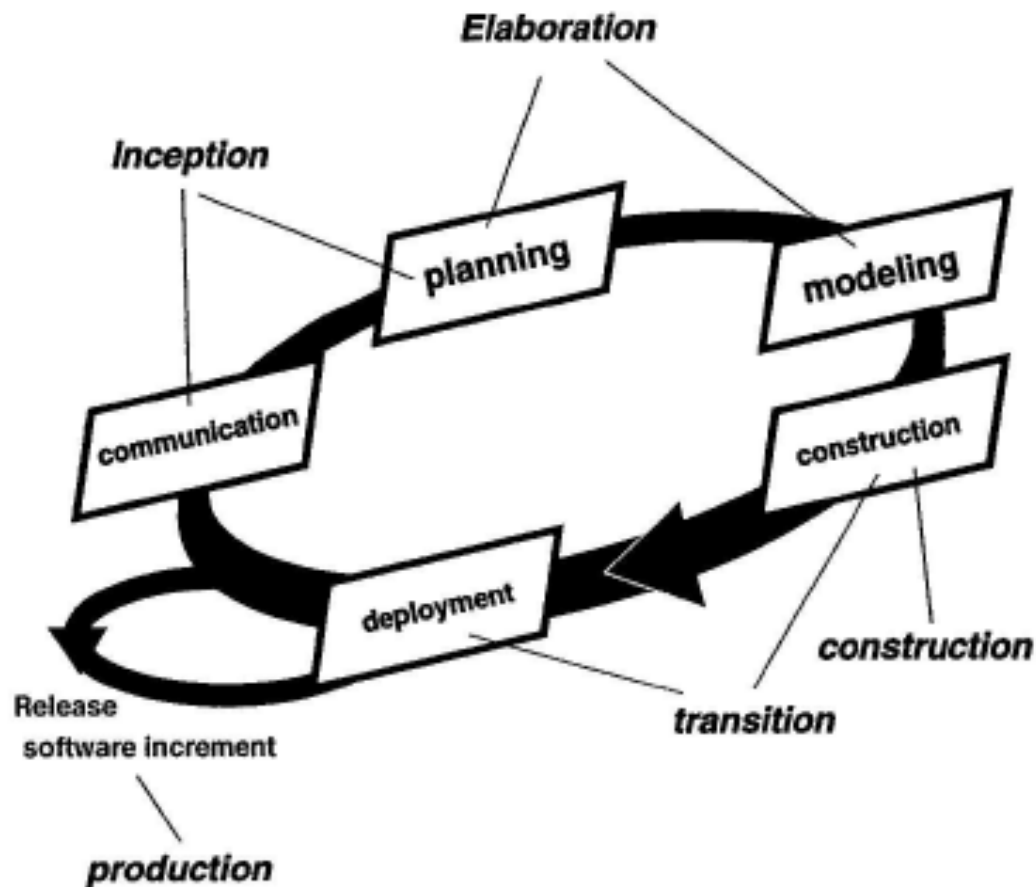 Elaboration
Inception
planning
modeling
communication
construction
deployment
construction
transition
Release
software increment
production